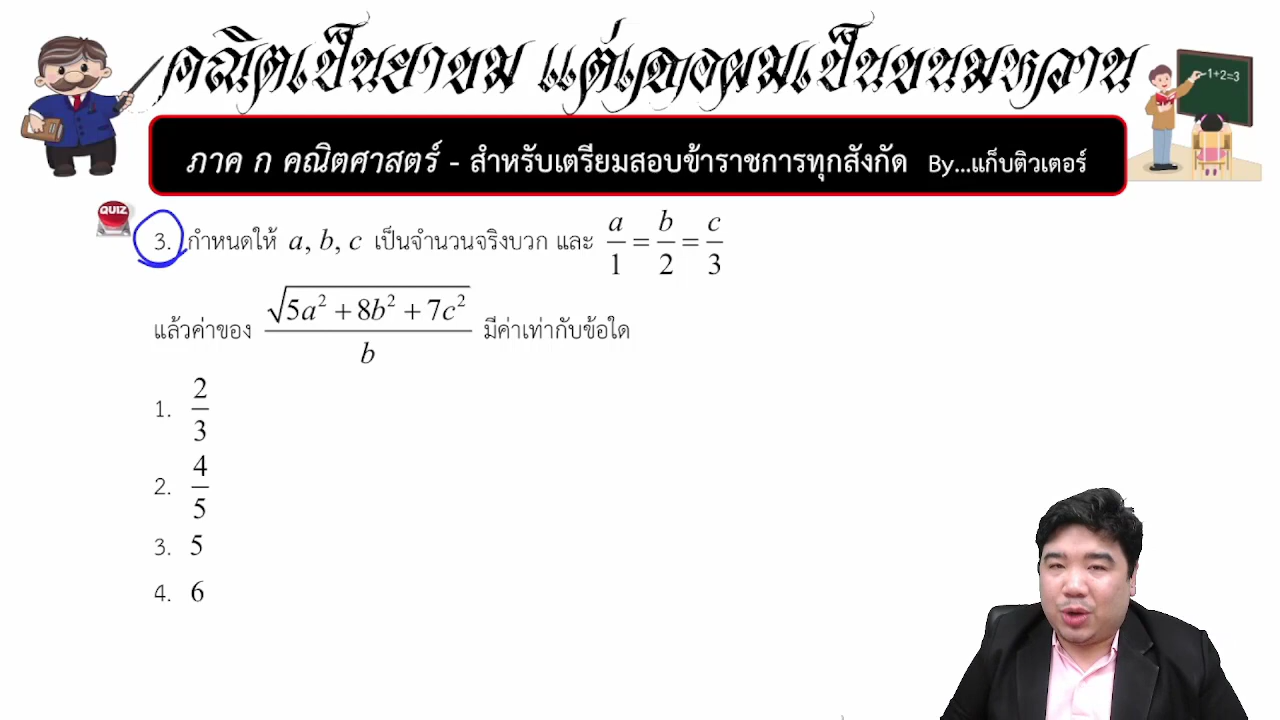 คณิตเป็นยาขม แต่เธอผมเป็นขนมหวาน
1+2=3
ภาค ก คณิตศาสตร์ - สำหรับเตรียมสอบข้าราชการทุกสังกัด By...แก็บติวเตอร์
QUIZ
3. กำหนดให้ a, b, c เป็นจำนวนจริงบวก และ a/1 = b/2 = c/3
แล้วค่าของ √(5a² + 8b² + 7c²)/b มีค่าเท่ากับข้อใด
1. 2/3
2. 4/5
3. 5
4. 6